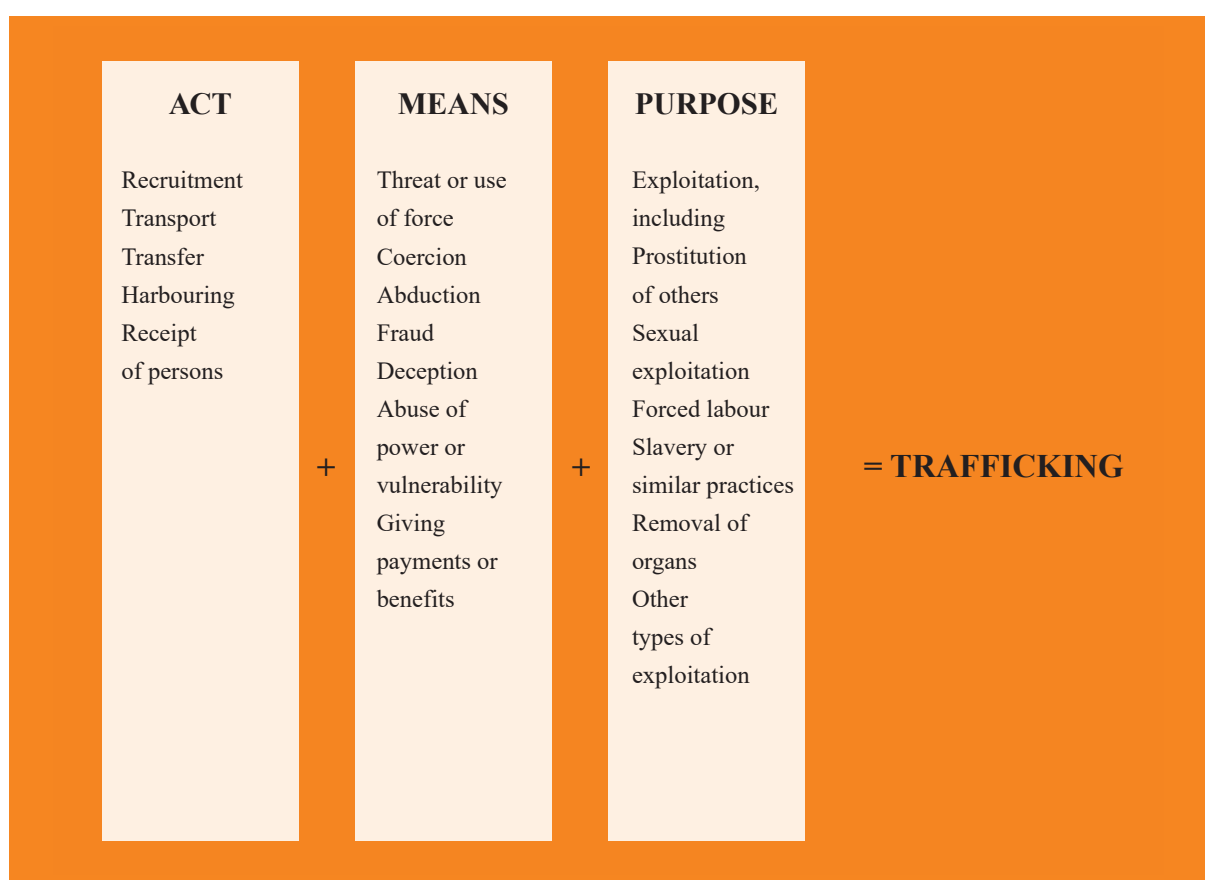 ACT
Recruitment
Transport
Transfer
Harbouring
Receipt
of persons
+
MEANS
Threat or use
of force
Coercion
Abduction
Fraud
Deception
Abuse of
power or
vulnerability
Giving
payments or
benefits
+
PURPOSE
Exploitation,
including
Prostitution
of others
Sexual
exploitation
Forced labour
Slavery or
similar practices
Removal of
organs
Other
types of
exploitation
= TRAFFICKING